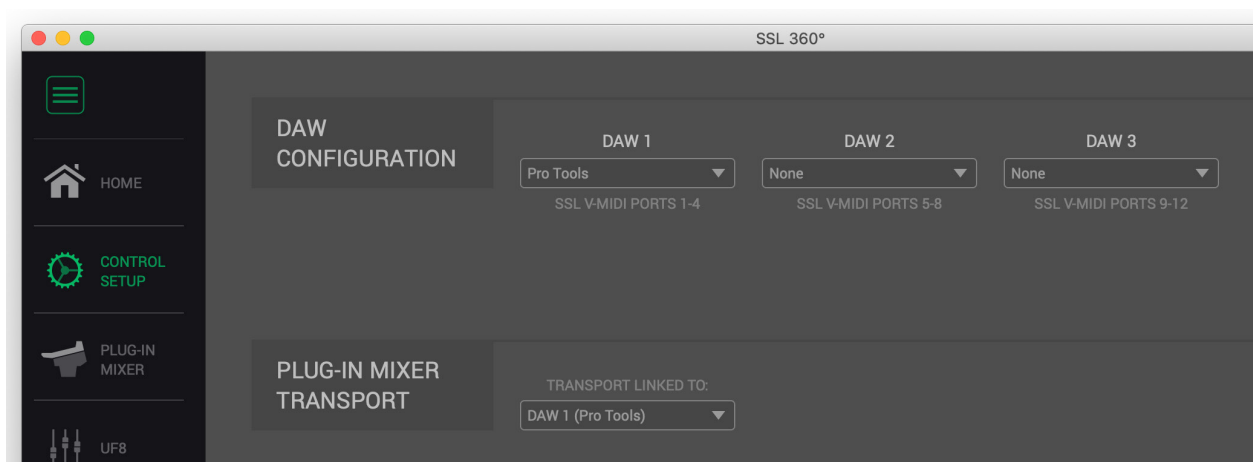 SSL 360°
HOME
CONTROL
SETUP
PLUG-IN
MIXER
UF8
DAW
CONFIGURATION
DAW 1
DAW 2
DAW 3
Pro Tools
None
None
SSL V-MIDI PORTS 1-4
SSL V-MIDI PORTS 5-8
SSL V-MIDI PORTS 9-12
PLUG-IN MIXER
TRANSPORT
TRANSPORT LINKED TO:
DAW 1 (Pro Tools)